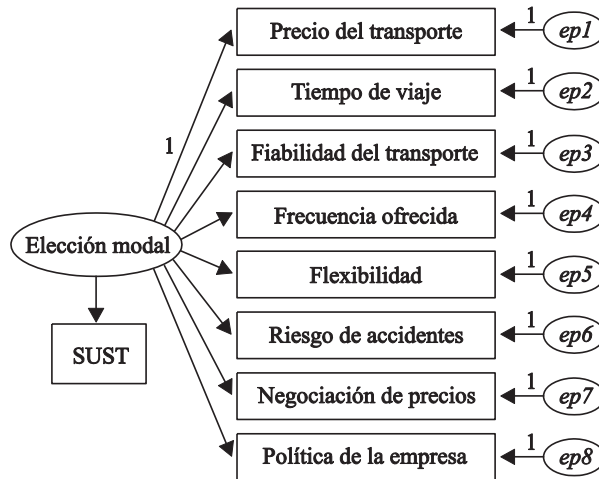 Precio del transporte
1
ep1
Tiempo de viaje
1
ep2
1
Fiabilidad del transporte
1
ep3
Frecuencia ofrecida
1
ep4
Elección modal
Flexibilidad
1
ep5
SUST
Riesgo de accidentes
1
ep6
Negociación de precios
1
ep7
Política de la empresa
1
ep8